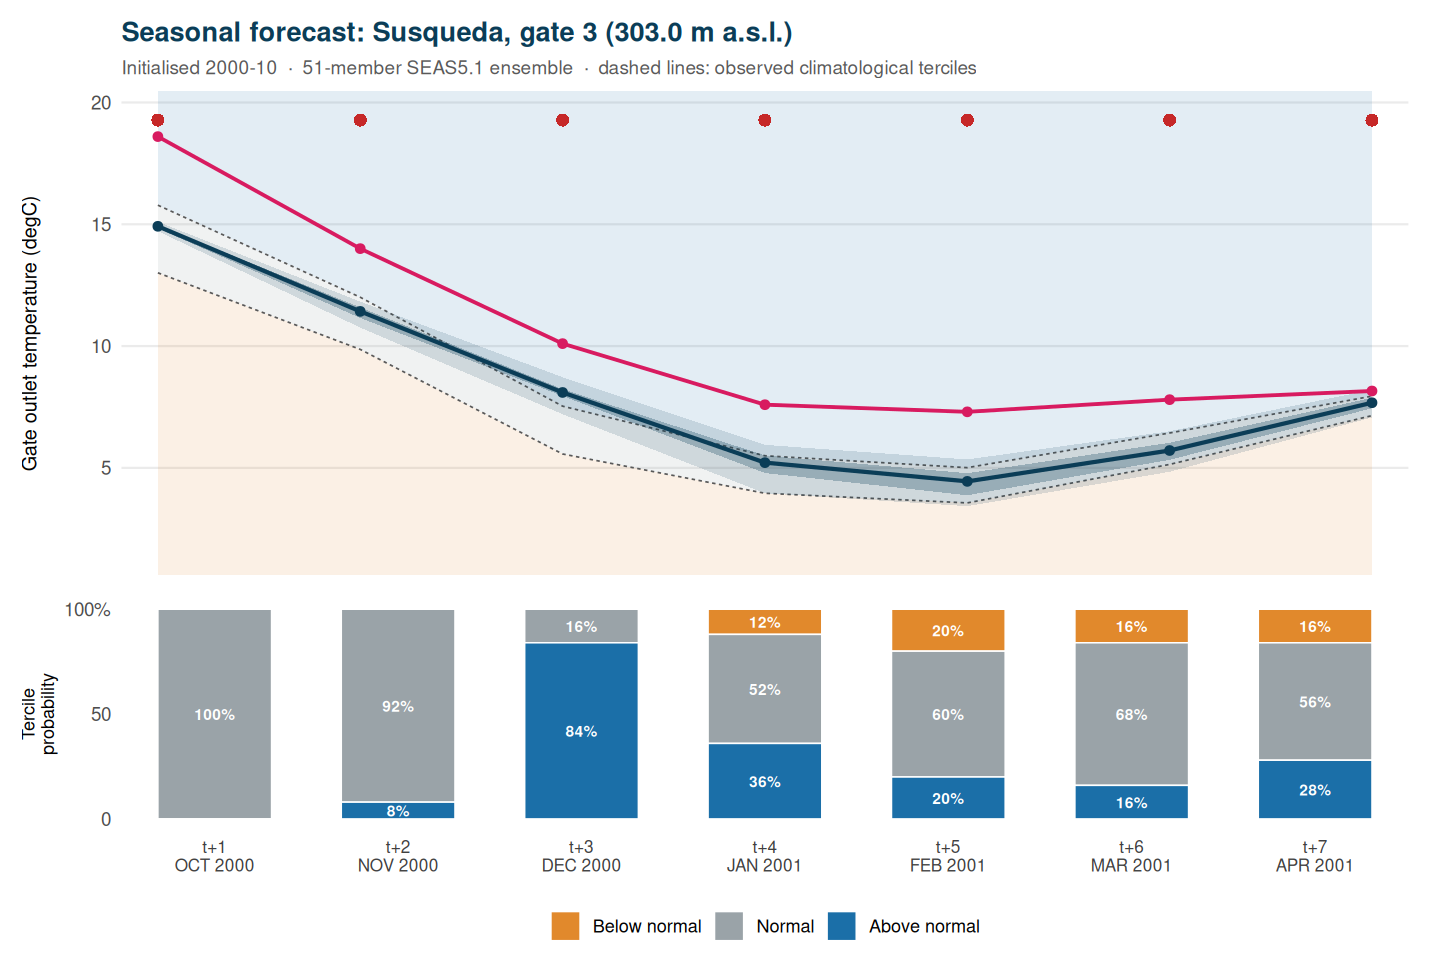 Seasonal forecast: Susqueda, gate 3 (303.0 m a.s.l.)
Initialised 2000-10 · 51-member SEAS5.1 ensemble · dashed lines: observed climatological terciles
Gate outlet temperature (degC)
20
15
10
5
Tercile
probability
100%
50
0
100%
92%
8%
16%
84%
12%
52%
36%
20%
60%
20%
16%
68%
16%
16%
56%
28%
t+1
OCT 2000
t+2
NOV 2000
t+3
DEC 2000
t+4
JAN 2001
t+5
FEB 2001
t+6
MAR 2001
t+7
APR 2001
Below normal
Normal
Above normal